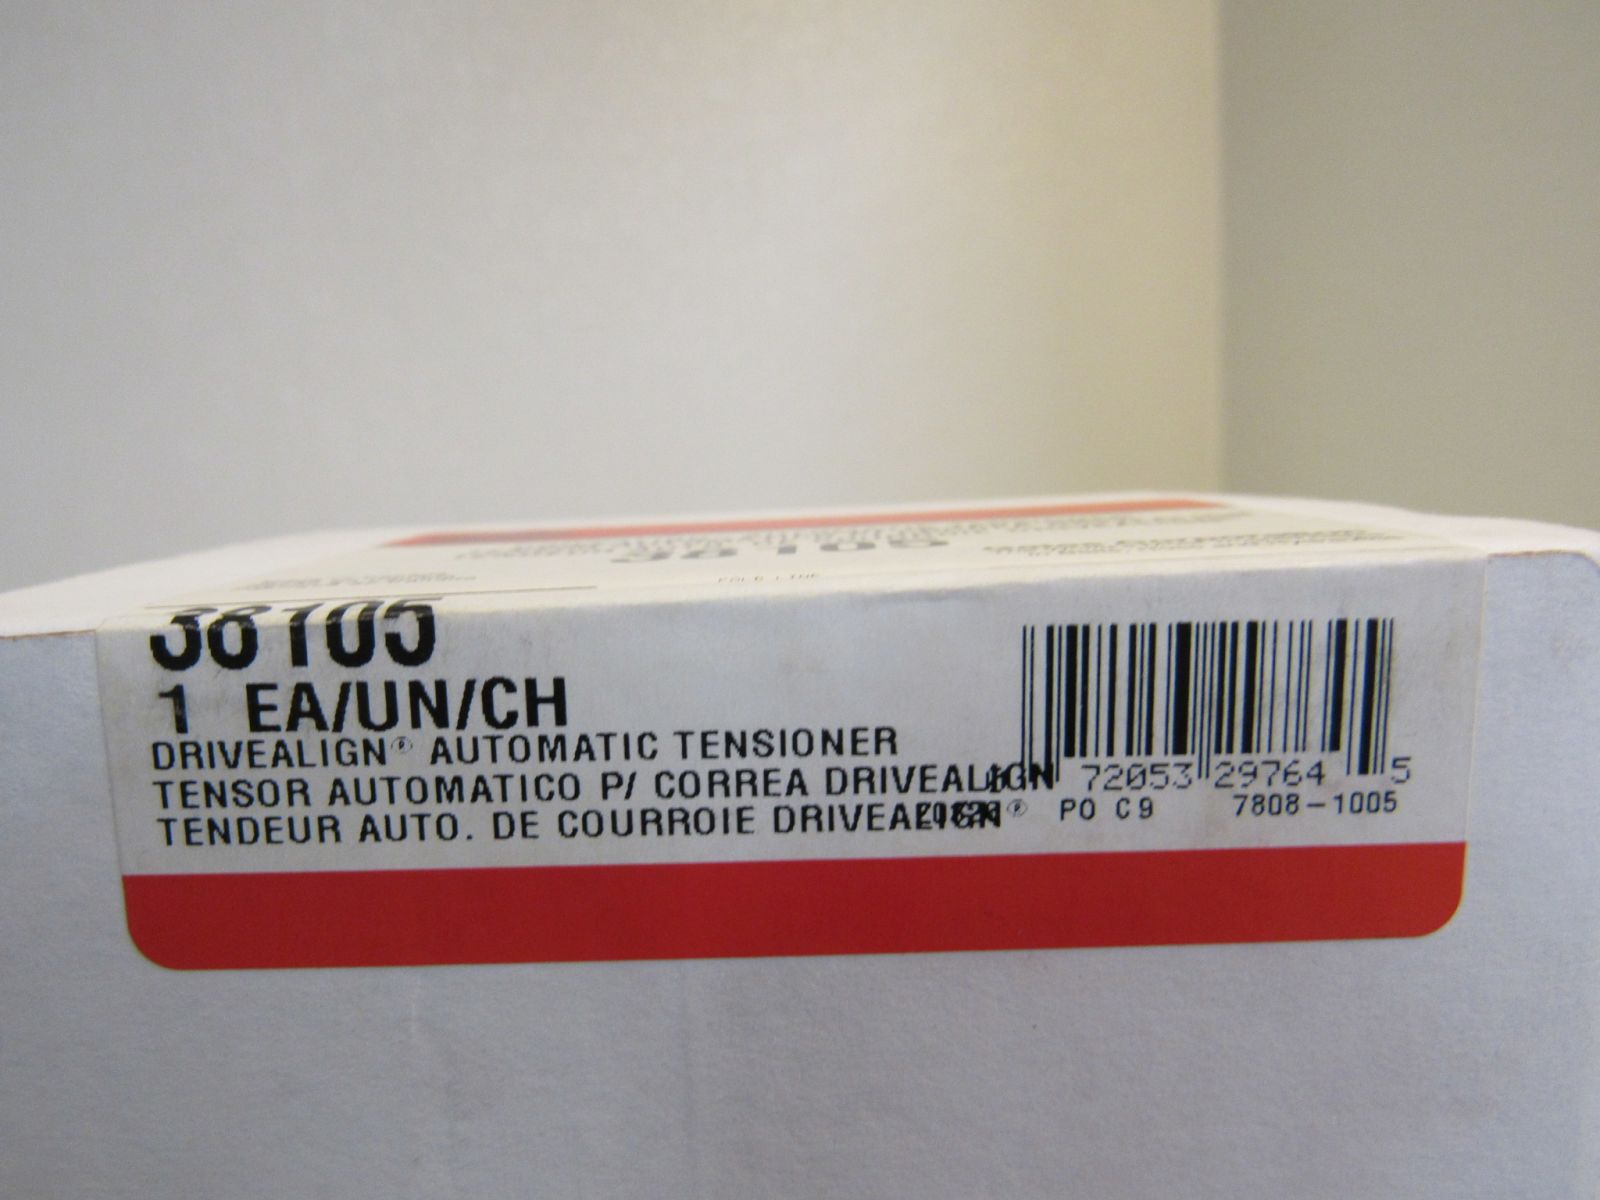 38105
38105
1 EA/UN/CH
DRIVEALIGN® AUTOMATIC TENSIONER
TENSOR AUTOMATICO P/ CORREA DRIVEALIGN
TENDEUR AUTO. DE COURROIE DRIVEALIGN®
72053 29764 5
PO C9 7808-1005